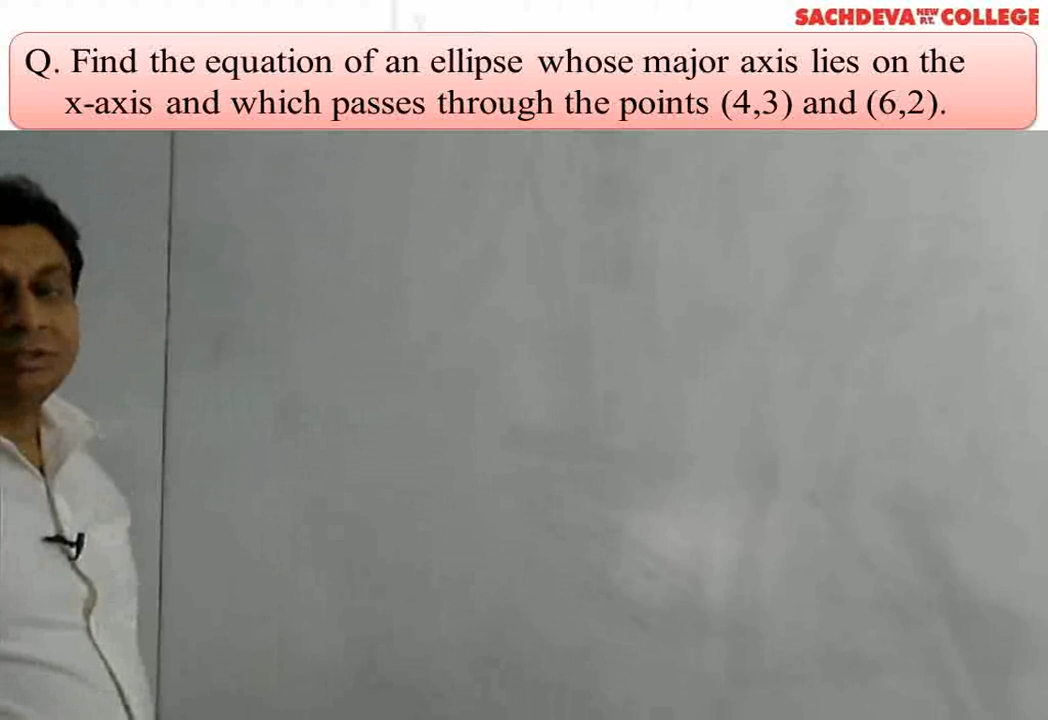 SACHDEVA NEW P.T. COLLEGE
Q. Find the equation of an ellipse whose major axis lies on the
x-axis and which passes through the points (4,3) and (6,2).